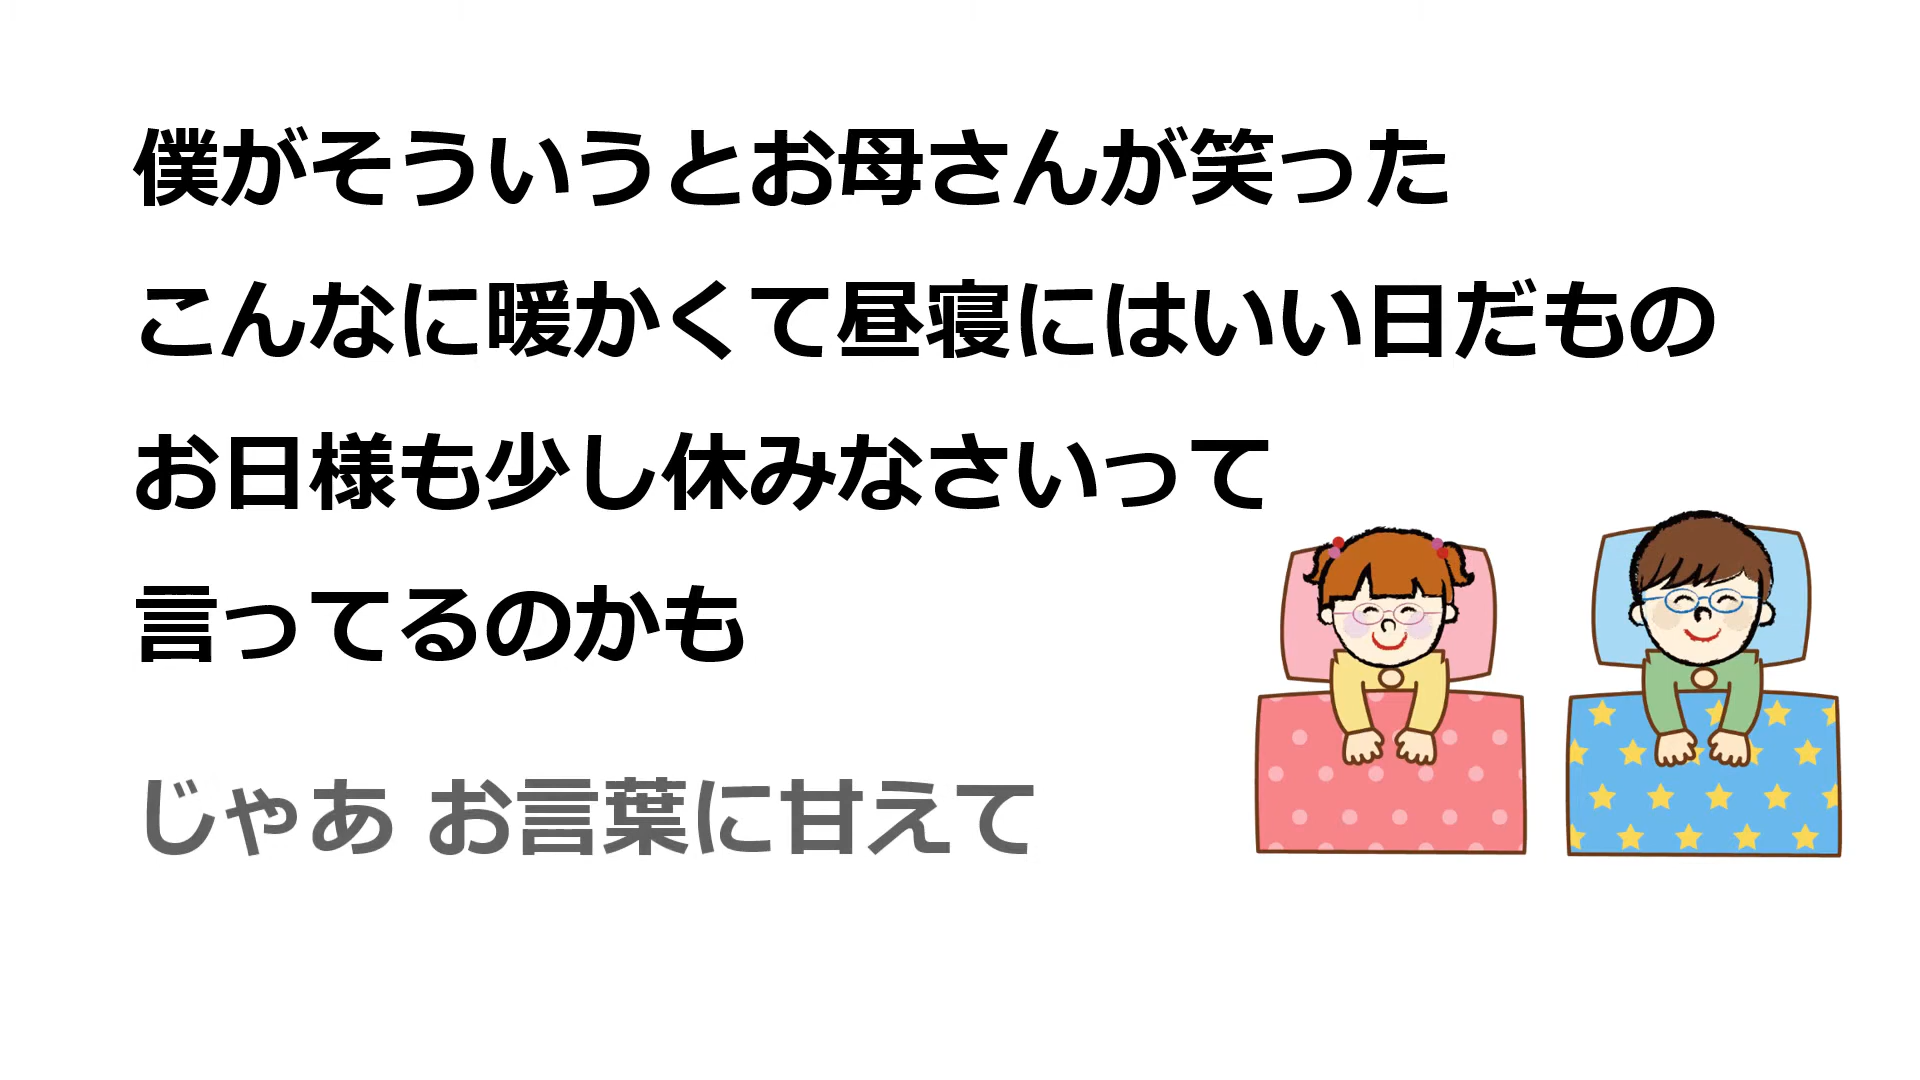 僕がそういうとお母さんが笑った
こんなに暖かくて昼寝にはいい日だもの
お日様も少し休みなさいって
言ってるのかも
じゃあ お言葉に甘えて